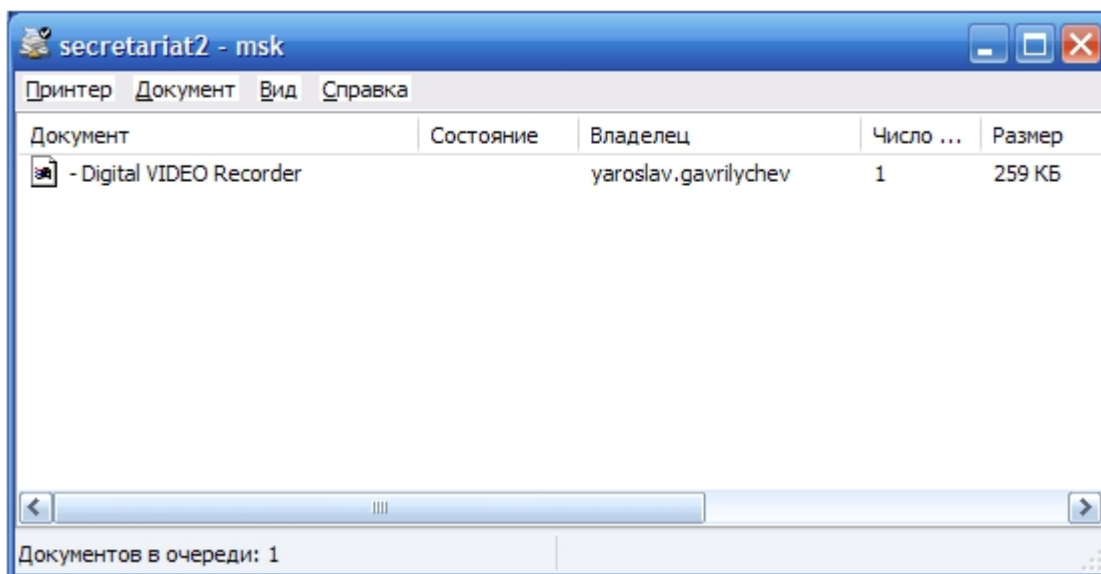 secretariat2 - msk
Принтер Документ Вид Справка
Документ Состояние Владелец Число ... Размер
- Digital VIDEO Recorder yaroslav.gavrilychev 1 259 КБ
Документов в очереди: 1